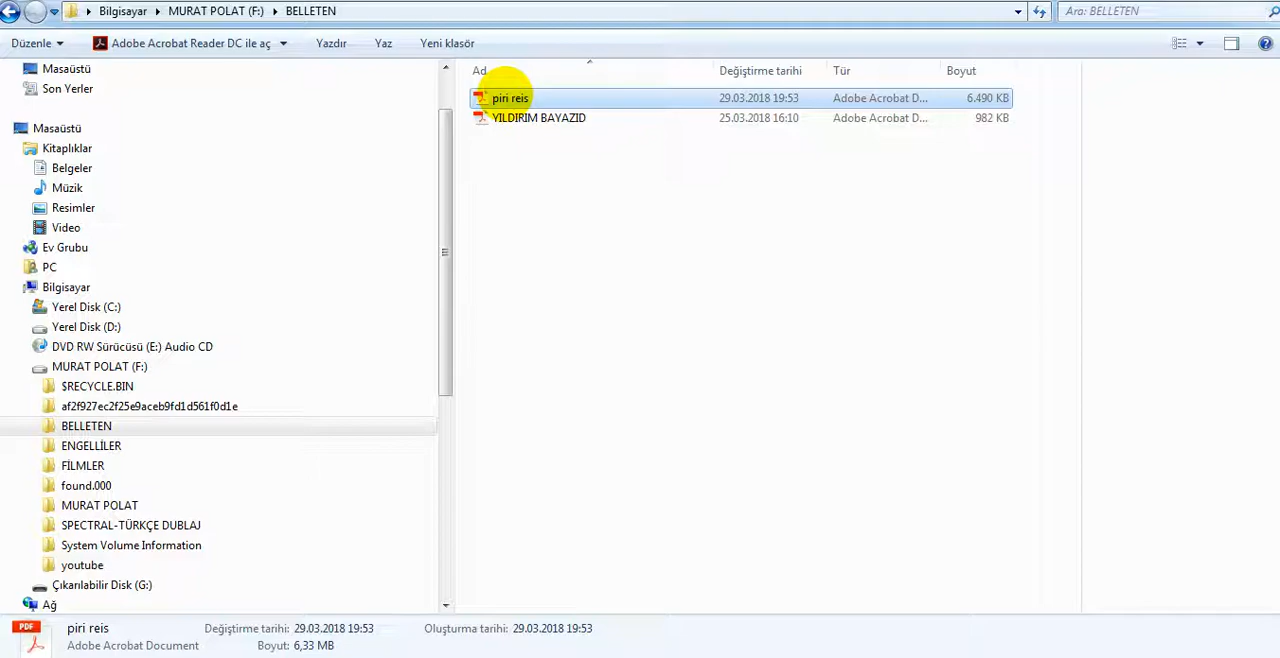 Bilgisayar MURAT POLAT (F:) BELLETEN Ara: BELLETEN
Düzenle Adobe Acrobat Reader DC ile aç Yazdır Yaz Yeni klasör
Masaüstü
Son Yerler
Masaüstü
Kitaplıklar
Belgeler
Müzik
Resimler
Video
Ev Grubu
PC
Bilgisayar
Yerel Disk (C:)
Yerel Disk (D:)
DVD RW Sürücüsü (E:) Audio CD
MURAT POLAT (F:)
$RECYCLE.BIN
af2f927ec2f25e9aceb9fd1d561f0d1e
BELLETEN
ENGELLİLER
FİLMLER
found.000
MURAT POLAT
SPECTRAL-TÜRKÇE DUBLAJ
System Volume Information
youtube
Çıkarılabilir Disk (G:)
Ağ
Ad Değiştirme tarihi Tür Boyut
piri reis 29.03.2018 19:53 Adobe Acrobat D... 6.490 KB
YILDIRIM BAYAZID 25.03.2018 16:10 Adobe Acrobat D... 982 KB
PDF
piri reis Değiştirme tarihi: 29.03.2018 19:53 Oluşturma tarihi: 29.03.2018 19:53
Adobe Acrobat Document Boyut: 6,33 MB